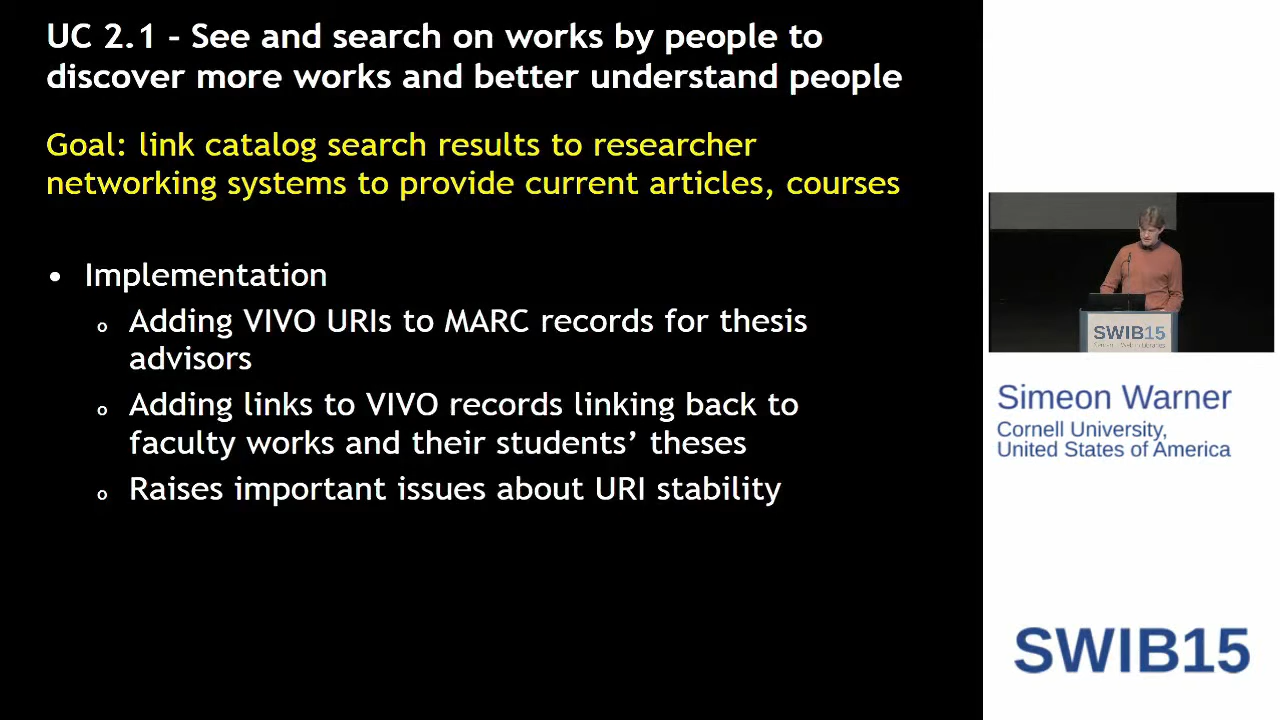 UC 2.1 - See and search on works by people to
discover more works and better understand people
Goal: link catalog search results to researcher
networking systems to provide current articles, courses
• Implementation
o Adding VIVO URIs to MARC records for thesis
advisors
o Adding links to VIVO records linking back to
faculty works and their students’ theses
o Raises important issues about URI stability
SWIB15
Simeon Warner
Cornell University,
United States of America
SWIB15